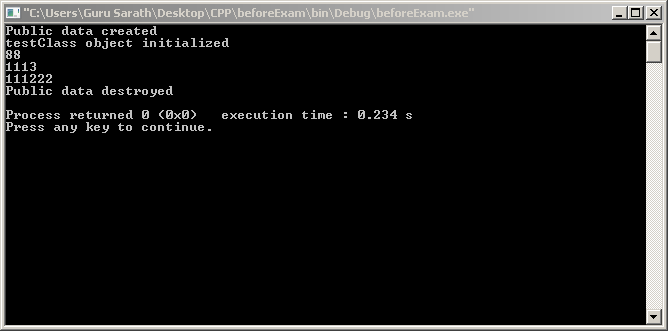 "C:\Users\Guru Sarath\Desktop\CPP\beforeExam\bin\Debug\beforeExam.exe"
Public data created
testClass object initialized
88
1113
111222
Public data destroyed
Process returned 0 (0x0)   execution time : 0.234 s
Press any key to continue.